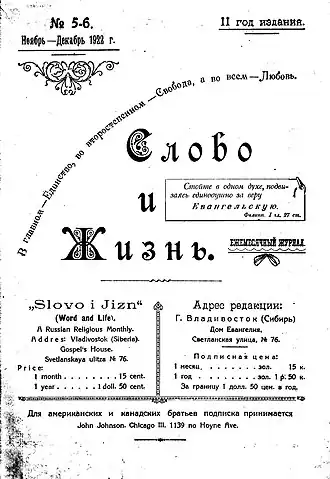 № 5-6.
Ноябрь—Декабрь 1922 г.
II год издания.
В главном—Единство, во второстепенном—Свобода, а во всем—Любовь.
Слово
и
Жизнь.
Стойте в одном духе, подви-
заясь единодушно за веру
Евангельскую.
Филип. 1 гл. 27 ст.
ЕЖЕМЕСЯЧНЫЙ ЖУРНАЛ.
„Slovo i Jizn“
(Word and Life).
A Russian Religious Monthly.
Addres: Vladivostok (Siberia).
Gospel's House.
Svetlanskaya ulitza № 76.
Price:
1 month . . . . . . . . 15 cent.
1 year . . . . . 1 doll. 50 cent.
Адрес редакции:
Г. Владивосток (Сибирь)
Дом Евангелия,
Светланская улица, № 76.
Подписная цена:
1 месяц . . . . . . . зол. 15 к.
1 год . . . . . . . зол. 1 р. 50 к.
За границу 1 долл. 50 цен. в год.
Для американских и канадских братьев подписка принимается
John Johnson. Chicago Ill. 1139 no Hoyne Ave.